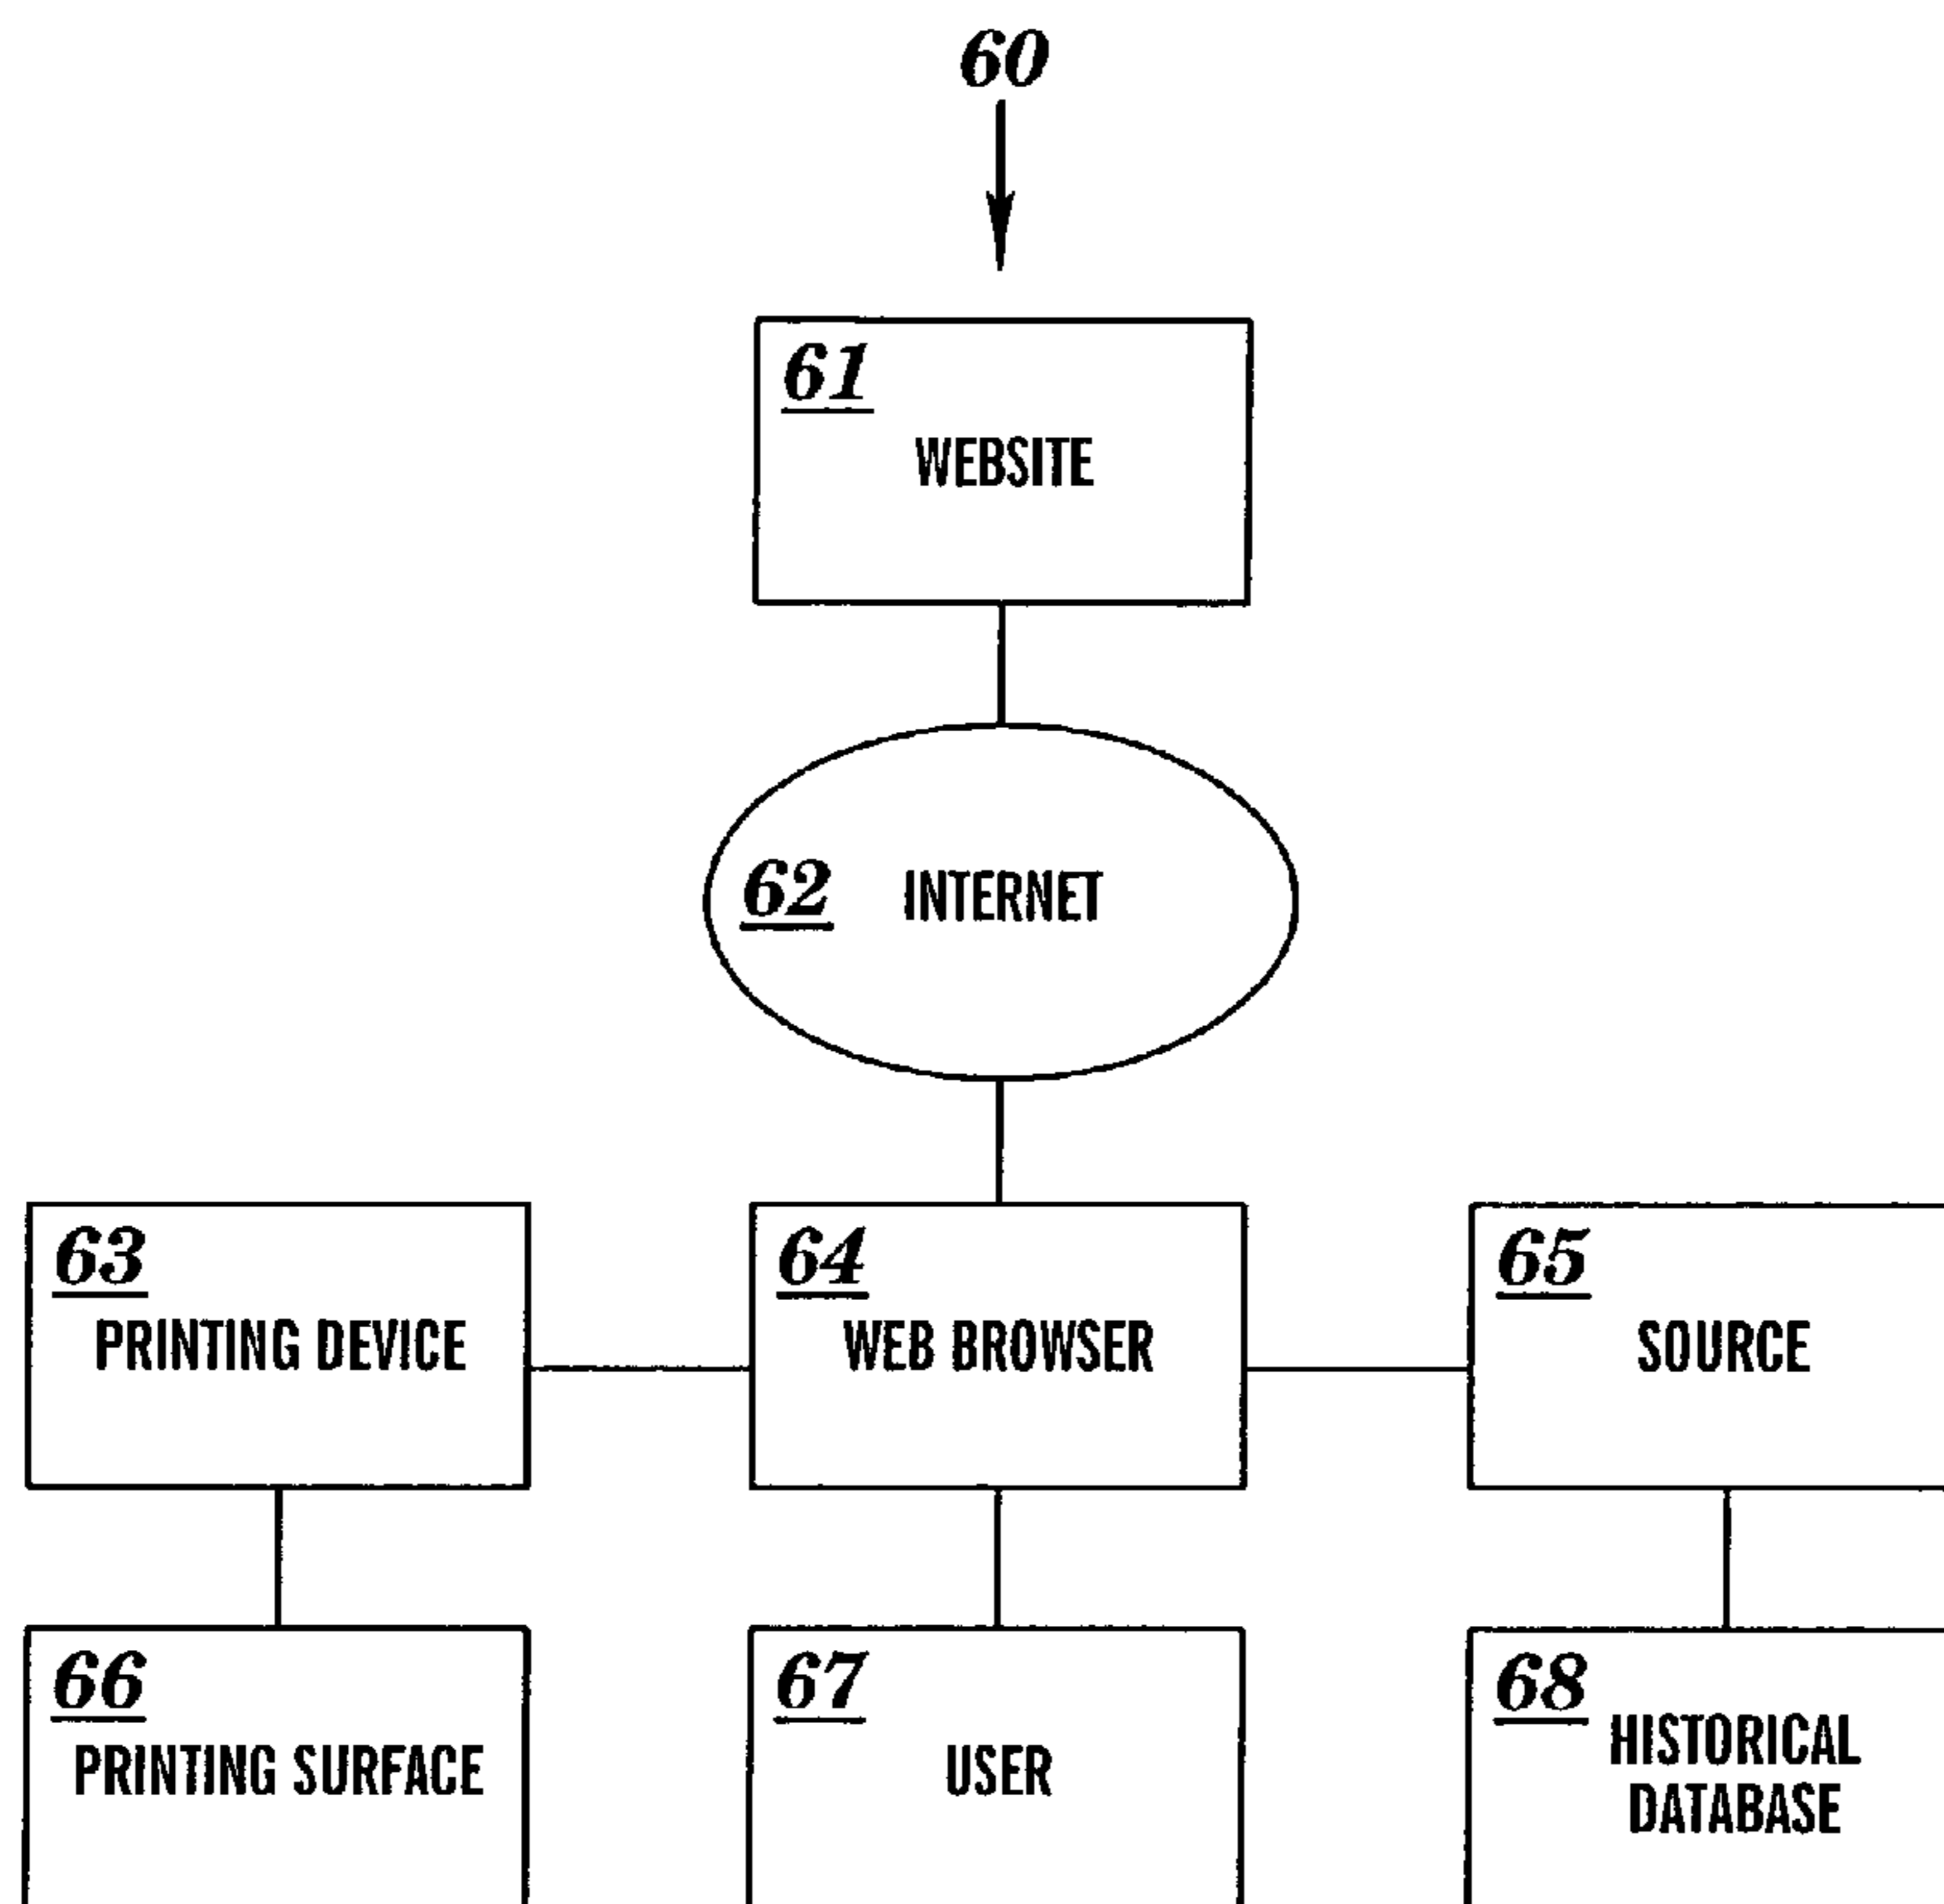 60
61
WEBSITE
62 INTERNET
63
PRINTING DEVICE
64
WEB BROWSER
65
SOURCE
66
PRINTING SURFACE
67
USER
68
HISTORICAL
DATABASE